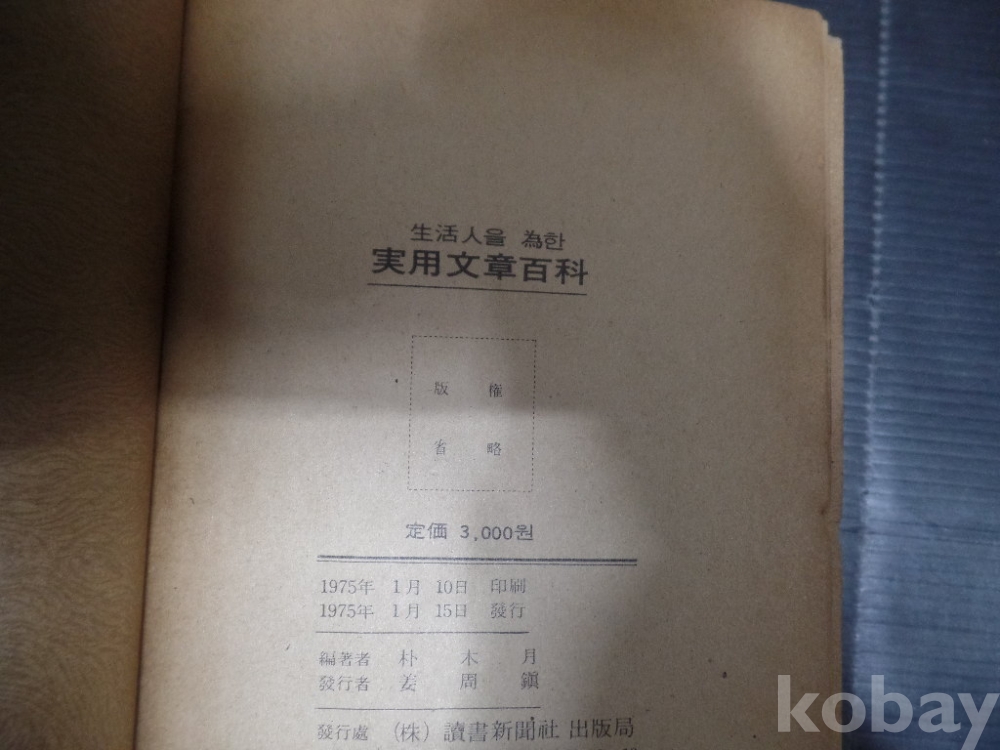 生活人을 為한
実用文章百科
版 権
省 略
定価 3,000원
1975年 1月 10日 印刷
1975年 1月 15日 發行
編著者 朴 木 月
發行者 姜 周 鎭
發行處 (株) 讀書新聞社 出版局
kobay